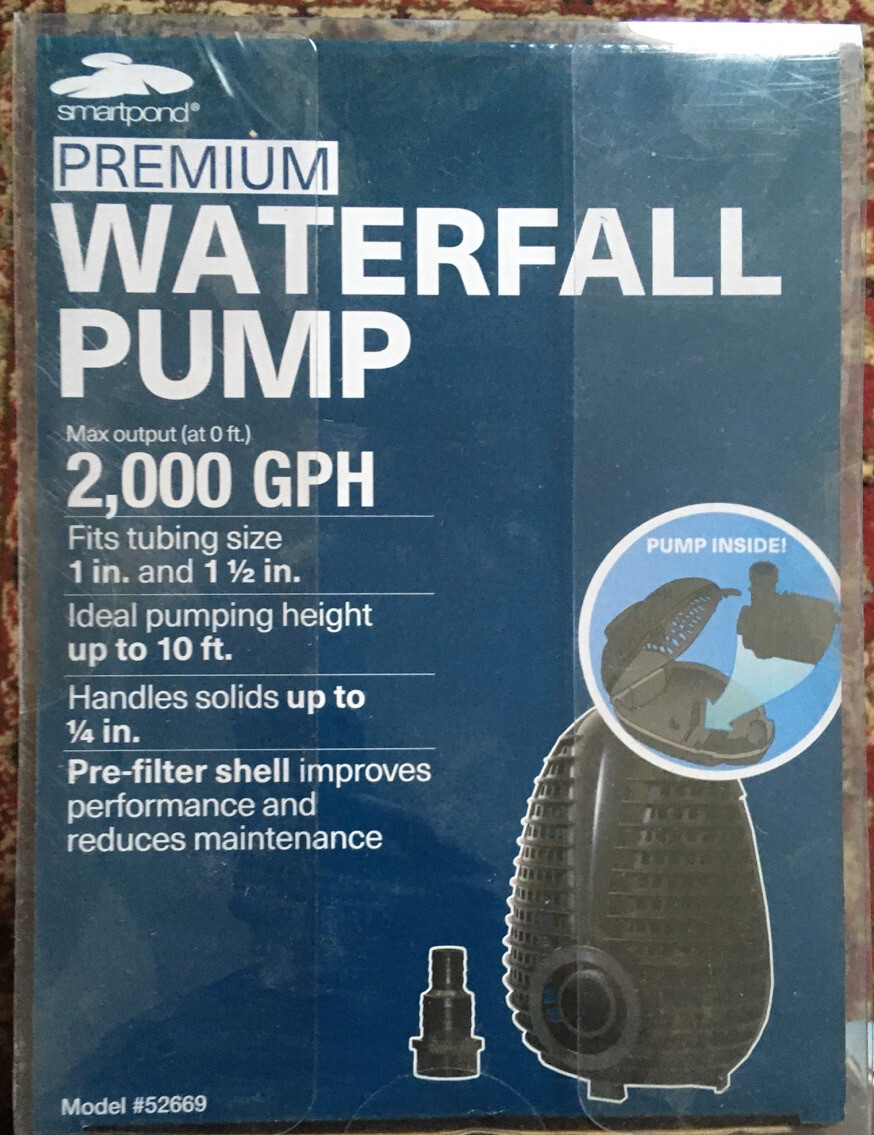 smartpond®
PREMIUM
WATERFALL
PUMP
Max output (at 0 ft.)
2,000 GPH
Fits tubing size
1 in. and 1 ½ in.
Ideal pumping height
up to 10 ft.
Handles solids up to
¼ in.
Pre-filter shell improves
performance and
reduces maintenance
PUMP INSIDE!
Model #52669